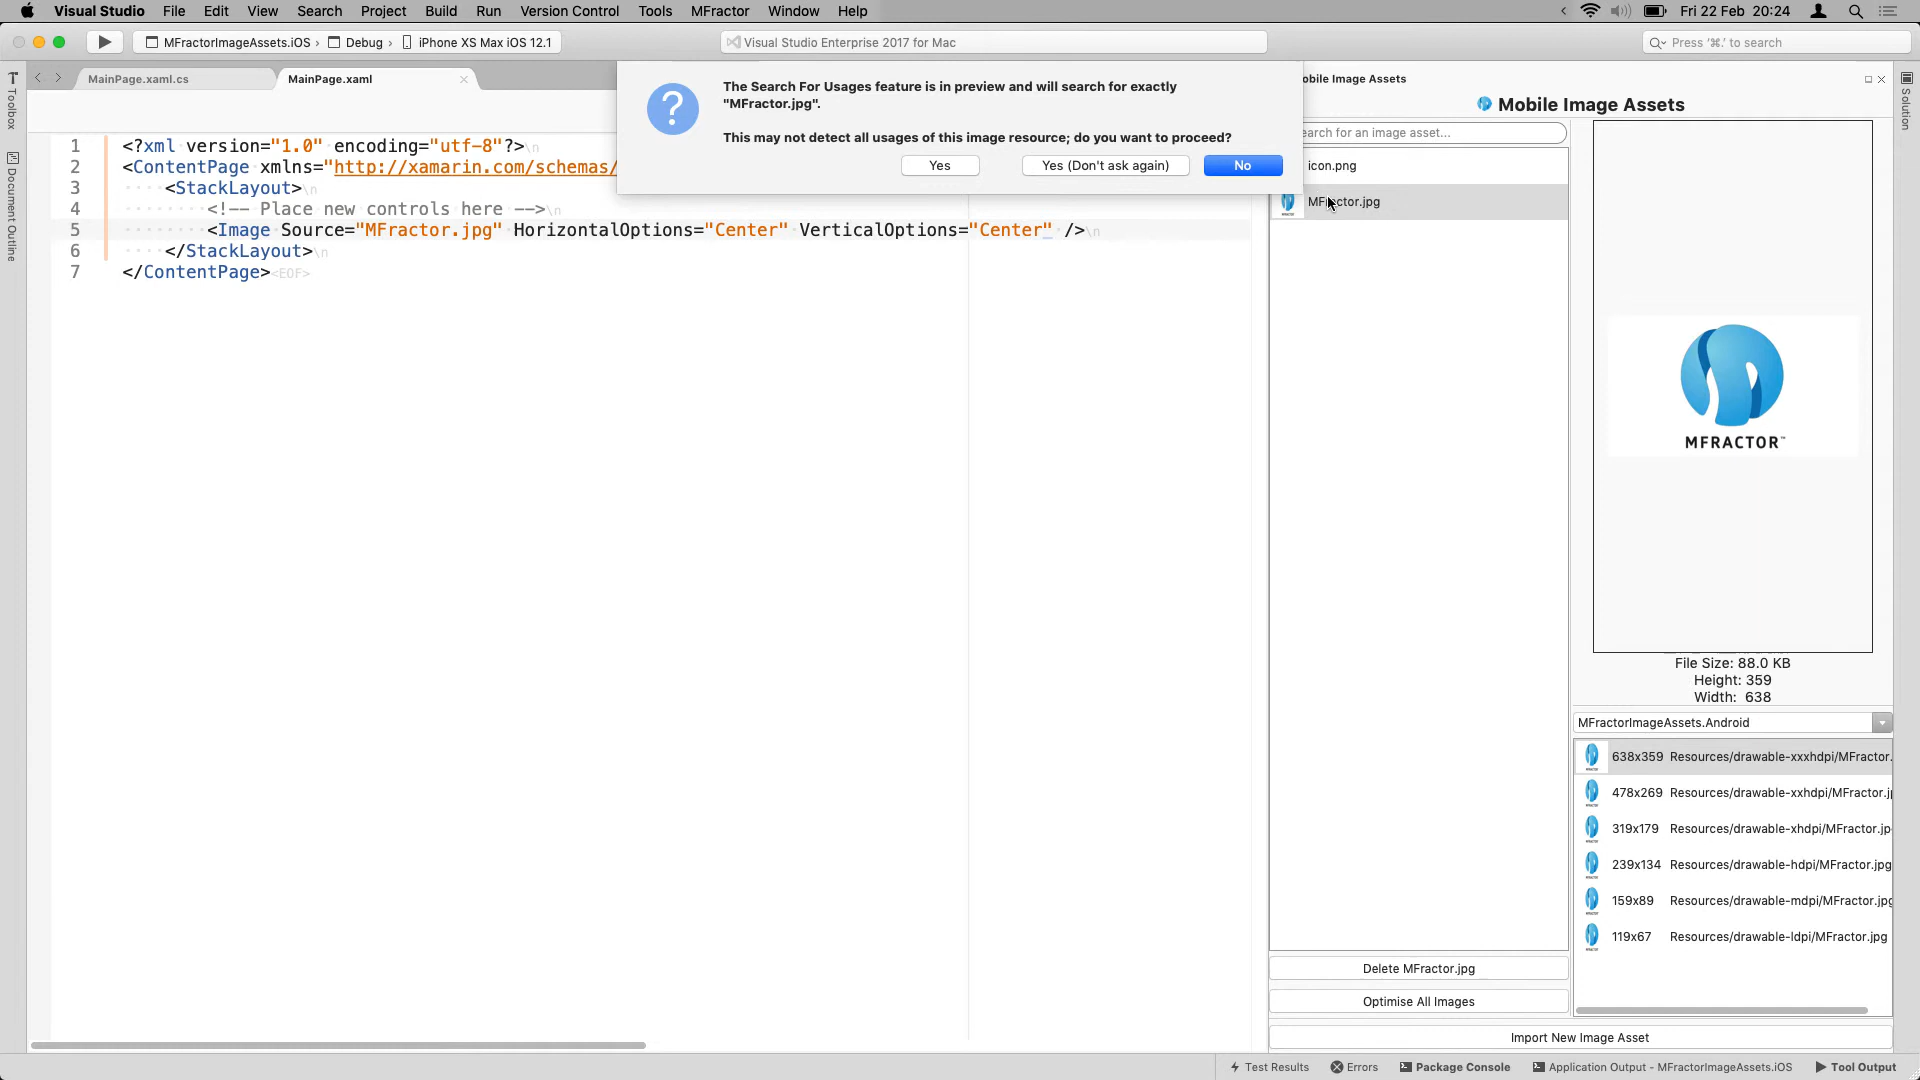 Visual Studio File Edit View Search Project Build Run Version Control Tools MFractor Window Help
Fri 22 Feb 20:24
MFractorImageAssets.iOS › Debug › iPhone XS Max iOS 12.1
Visual Studio Enterprise 2017 for Mac
Press '⌘.' to search
Toolbox
Document Outline
MainPage.xaml.cs
MainPage.xaml
1 <?xml version="1.0" encoding="utf-8"?>\n
2 <ContentPage xmlns="http://xamarin.com/schemas/
3 <StackLayout>\n
4 <!-- Place new controls here -->\n
5 <Image Source="MFractor.jpg" HorizontalOptions="Center" VerticalOptions="Center" />\n
6 </StackLayout>\n
7 </ContentPage><EOF>
The Search For Usages feature is in preview and will search for exactly
"MFractor.jpg".
This may not detect all usages of this image resource; do you want to proceed?
Yes
Yes (Don't ask again)
No
obile Image Assets
Mobile Image Assets
earch for an image asset...
icon.png
MFractor.jpg
MFRACTOR™
File Size: 88.0 KB
Height: 359
Width: 638
MFractorImageAssets.Android
638x359 Resources/drawable-xxxhdpi/MFractor.
478x269 Resources/drawable-xxhdpi/MFractor.j
319x179 Resources/drawable-xhdpi/MFractor.jp
239x134 Resources/drawable-hdpi/MFractor.jpg
159x89 Resources/drawable-mdpi/MFractor.jpg
119x67 Resources/drawable-ldpi/MFractor.jpg
Delete MFractor.jpg
Optimise All Images
Import New Image Asset
Solution
Test Results
Errors
Package Console
Application Output - MFractorImageAssets.iOS
Tool Output